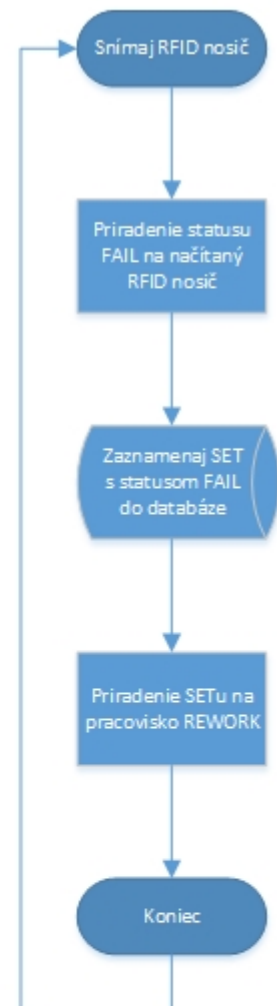 Snímaj RFID nosič
Priradenie statusu
FAIL na načítaný
RFID nosič
Zaznamenaj SET
s statusom FAIL
do databáze
Priradenie SETu na
pracovisko REWORK
Koniec